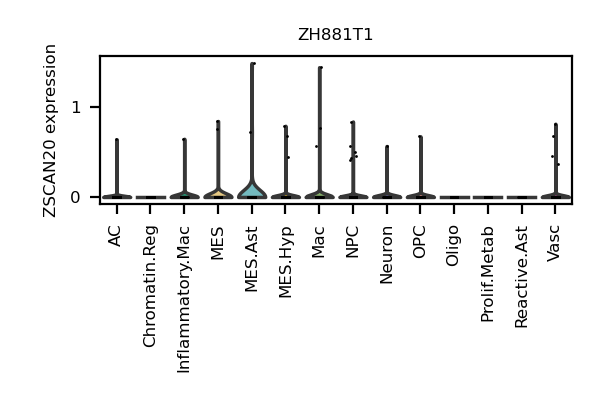 ZH881T1
ZSCAN20 expression
1
0
AC
Chromatin.Reg
Inflammatory.Mac
MES
MES.Ast
MES.Hyp
Mac
NPC
Neuron
OPC
Oligo
Prolif.Metab
Reactive.Ast
Vasc